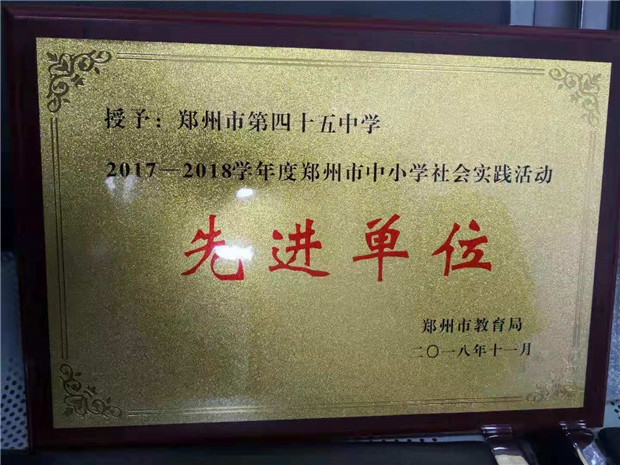 授予：郑州市第四十五中学
2017—2018学年度郑州市中小学社会实践活动
先进单位
郑州市教育局
二〇一八年十一月